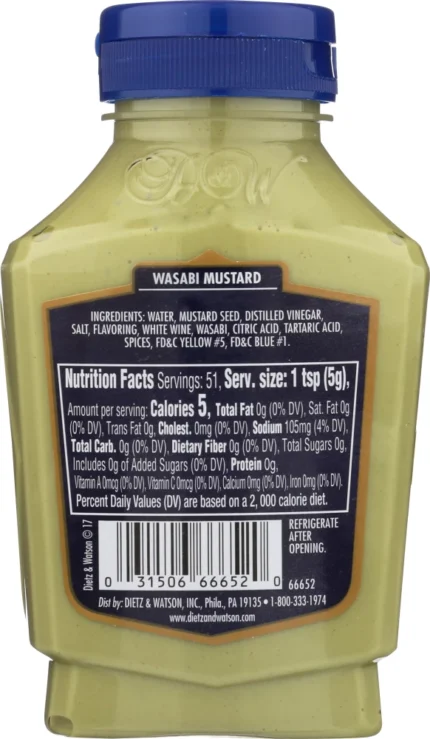 D&W
WASABI MUSTARD
INGREDIENTS: WATER, MUSTARD SEED, DISTILLED VINEGAR,
SALT, FLAVORING, WHITE WINE, WASABI, CITRIC ACID, TARTARIC ACID,
SPICES, FD&C YELLOW #5, FD&C BLUE #1.
Nutrition Facts Servings: 51, Serv. size: 1 tsp (5g),
Amount per serving: Calories 5, Total Fat 0g (0% DV), Sat. Fat 0g
(0% DV), Trans Fat 0g, Cholest. 0mg (0% DV), Sodium 105mg (4% DV),
Total Carb. 0g (0% DV), Dietary Fiber 0g (0% DV), Total Sugars 0g,
Includes 0g of Added Sugars (0% DV), Protein 0g,
Vitamin A 0mcg (0% DV), Vitamin C 0mcg (0% DV), Calcium 0mg (0% DV), Iron 0mg (0% DV).
Percent Daily Values (DV) are based on a 2,000 calorie diet.
Dietz & Watson © 17
REFRIGERATE
AFTER
OPENING.
0 31506 66652 0
66652
Dist by: DIETZ & WATSON, INC., Phila., PA 19135 • 1-800-333-1974
www.dietzandwatson.com